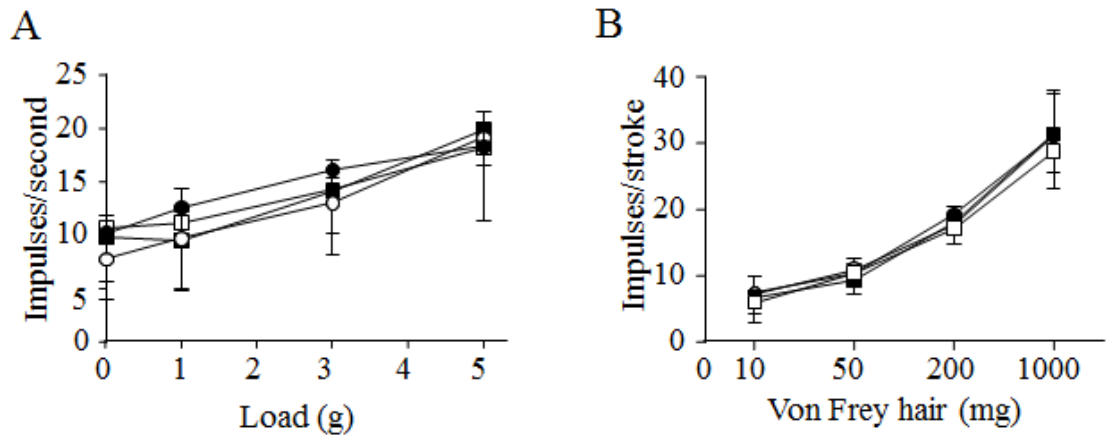 A
Impulses/second
25
20
15
10
5
0
0 1 2 3 4 5
Load (g)
B
Impulses/stroke
40
30
20
10
0
0 10 50 200 1000
Von Frey hair (mg)